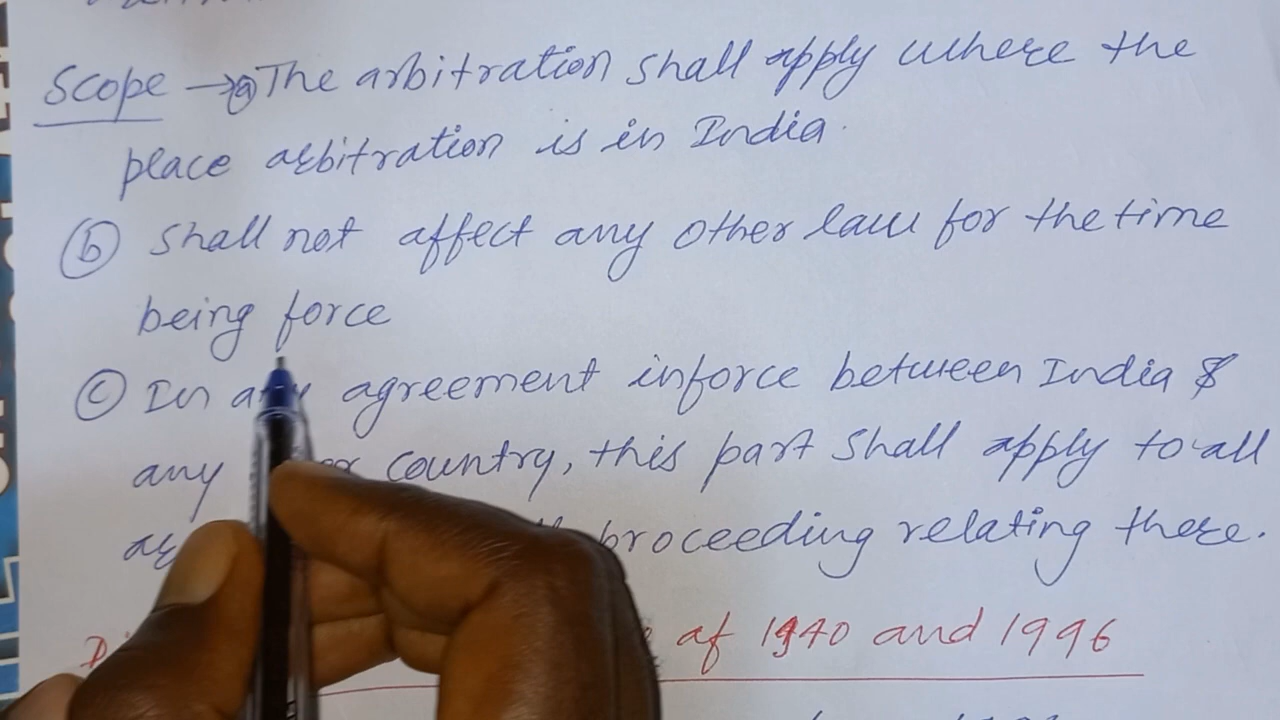 Scope → ⓐ The arbitration shall apply where the
place arbitration is in India.
ⓑ Shall not affect any other law for the time
being force
ⓒ In any agreement inforce between India &
any country, this part shall apply to all
proceeding relating there.
of 1940 and 1996